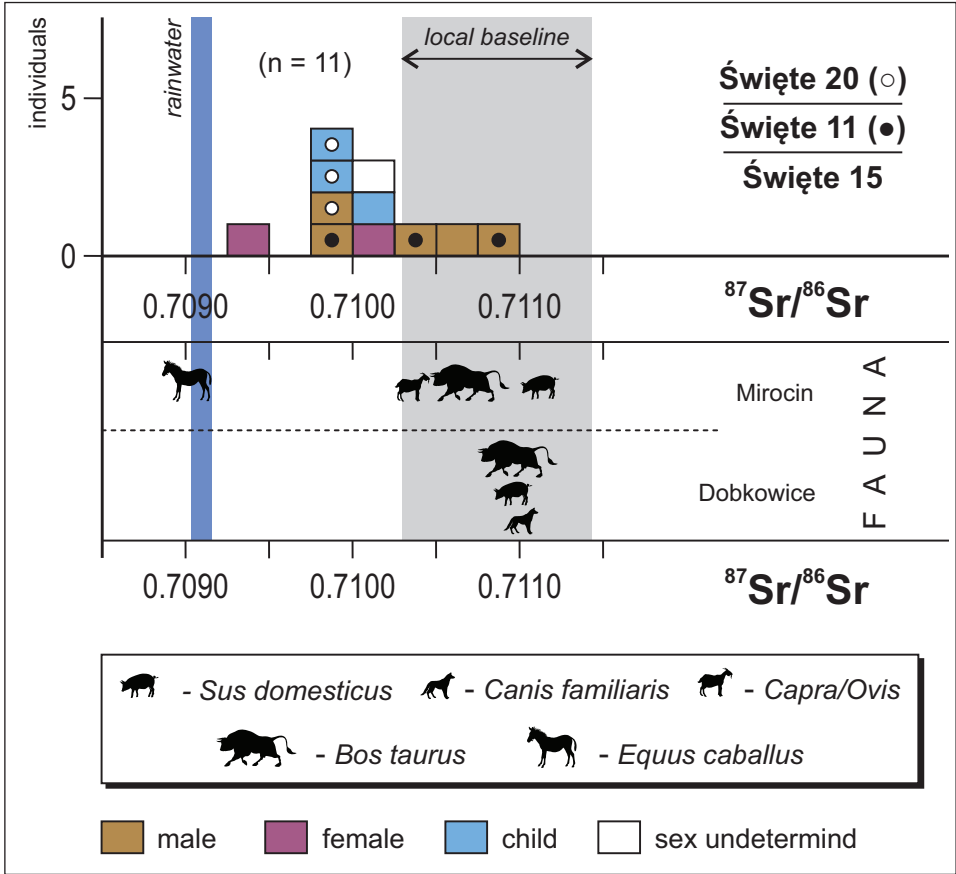 individuals
5
0
rainwater
(n = 11)
local baseline
Święte 20 (○)
Święte 11 (●)
Święte 15
0.7090 0.7100 0.7110 ⁸⁷Sr/⁸⁶Sr
Mirocin
Dobkowice
FAUNA
0.7090 0.7100 0.7110 ⁸⁷Sr/⁸⁶Sr
- Sus domesticus - Canis familiaris - Capra/Ovis
- Bos taurus - Equus caballus
male female child sex undetermind